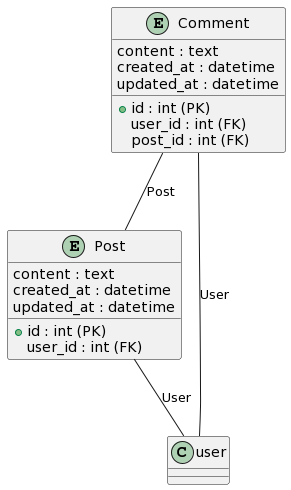 E Comment
content : text
created_at : datetime
updated_at : datetime
id : int (PK)
user_id : int (FK)
post_id : int (FK)
Post
E Post
content : text
created_at : datetime
updated_at : datetime
id : int (PK)
user_id : int (FK)
User
User
C user